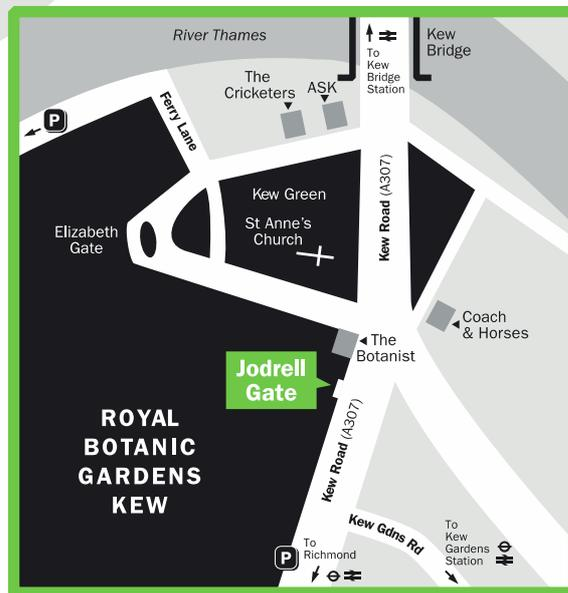 River Thames
Kew
Bridge
To
Kew
Bridge
Station
The
Cricketers
ASK
P
Ferry Lane
Kew Green
St Anne's
Church
Kew Road (A307)
Elizabeth
Gate
Coach
& Horses
The
Botanist
Jodrell
Gate
ROYAL
BOTANIC
GARDENS
KEW
Kew Road (A307)
Kew Gdns Rd
To
Kew
Gardens
Station
P
To
Richmond